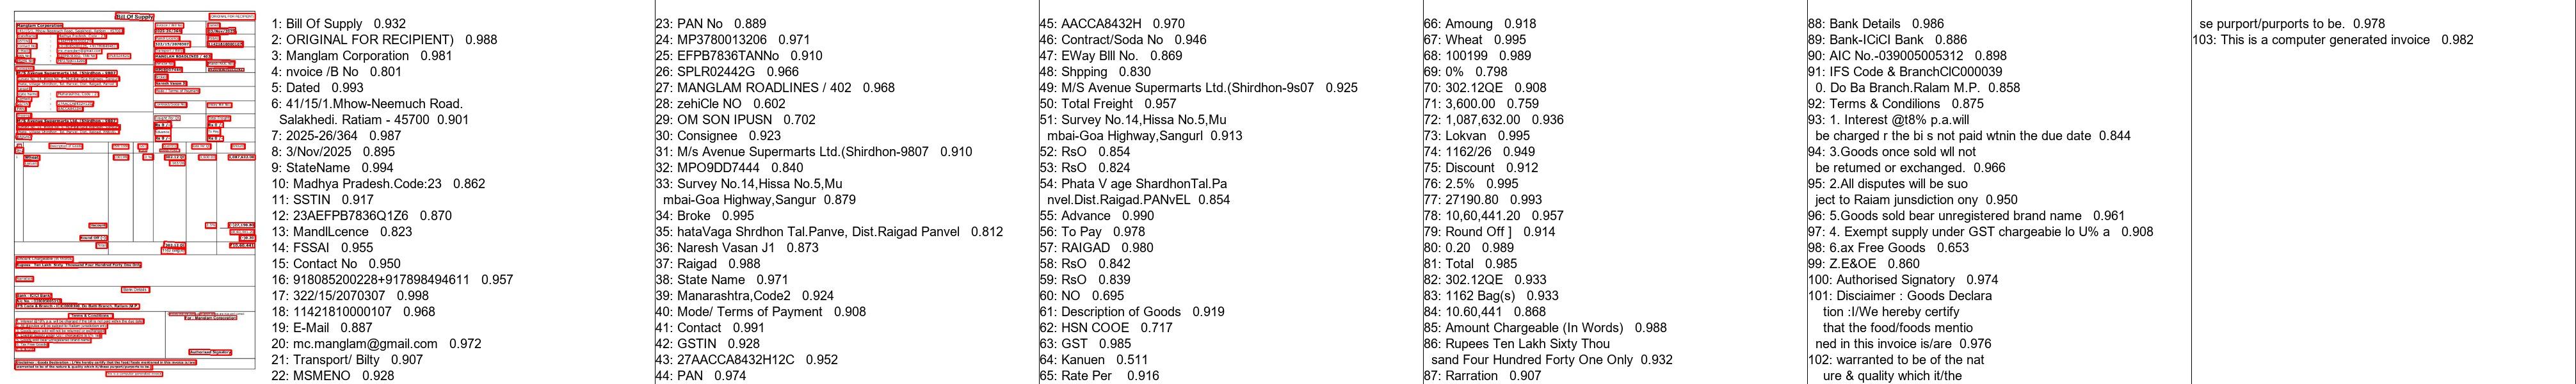 1: Bill Of Supply 0.932
2: ORIGINAL FOR RECIPIENT) 0.988
3: Manglam Corporation 0.981
4: nvoice /B No 0.801
5: Dated 0.993
6: 41/15/1.Mhow-Neemuch Road.
Salakhedi. Ratiam - 45700 0.901
7: 2025-26/364 0.987
8: 3/Nov/2025 0.895
9: StateName 0.994
10: Madhya Pradesh.Code:23 0.862
11: SSTIN 0.917
12: 23AEFPB7836Q1Z6 0.870
13: MandlLcence 0.823
14: FSSAI 0.955
15: Contact No 0.950
16: 918085200228+917898494611 0.957
17: 322/15/2070307 0.998
18: 11421810000107 0.968
19: E-Mail 0.887
20: mc.manglam@gmail.com 0.972
21: Transport/ Bilty 0.907
22: MSMENO 0.928
23: PAN No 0.889
24: MP3780013206 0.971
25: EFPB7836TANNo 0.910
26: SPLR02442G 0.966
27: MANGLAM ROADLINES / 402 0.968
28: zehiCle NO 0.602
29: OM SON IPUSN 0.702
30: Consignee 0.923
31: M/s Avenue Supermarts Ltd.(Shirdhon-9807 0.910
32: MPO9DD7444 0.840
33: Survey No.14,Hissa No.5,Mu
mbai-Goa Highway,Sangur 0.879
34: Broke 0.995
35: hataVaga Shrdhon Tal.Panve, Dist.Raigad Panvel 0.812
36: Naresh Vasan J1 0.873
37: Raigad 0.988
38: State Name 0.971
39: Manarashtra,Code2 0.924
40: Mode/ Terms of Payment 0.908
41: Contact 0.991
42: GSTIN 0.928
43: 27AACCA8432H12C 0.952
44: PAN 0.974
45: AACCA8432H 0.970
46: Contract/Soda No 0.946
47: EWay Blll No. 0.869
48: Shpping 0.830
49: M/S Avenue Supermarts Ltd.(Shirdhon-9s07 0.925
50: Total Freight 0.957
51: Survey No.14,Hissa No.5,Mu
mbai-Goa Highway,Sangurl 0.913
52: RsO 0.854
53: RsO 0.824
54: Phata V age ShardhonTal.Pa
nvel.Dist.Raigad.PANvEL 0.854
55: Advance 0.990
56: To Pay 0.978
57: RAIGAD 0.980
58: RsO 0.842
59: RsO 0.839
60: NO 0.695
61: Description of Goods 0.919
62: HSN COOE 0.717
63: GST 0.985
64: Kanuen 0.511
65: Rate Per 0.916
66: Amoung 0.918
67: Wheat 0.995
68: 100199 0.989
69: 0% 0.798
70: 302.12QE 0.908
71: 3,600.00 0.759
72: 1,087,632.00 0.936
73: Lokvan 0.995
74: 1162/26 0.949
75: Discount 0.912
76: 2.5% 0.995
77: 27190.80 0.993
78: 10,60,441.20 0.957
79: Round Off ] 0.914
80: 0.20 0.989
81: Total 0.985
82: 302.12QE 0.933
83: 1162 Bag(s) 0.933
84: 10.60,441 0.868
85: Amount Chargeable (In Words) 0.988
86: Rupees Ten Lakh Sixty Thou
sand Four Hundred Forty One Only 0.932
87: Rarration 0.907
88: Bank Details 0.986
89: Bank-ICiCI Bank 0.886
90: AIC No.-039005005312 0.898
91: IFS Code & BranchClC000039
0. Do Ba Branch.Ralam M.P. 0.858
92: Terms & Condilions 0.875
93: 1. Interest @t8% p.a.will
be charged r the bi s not paid wtnin the due date 0.844
94: 3.Goods once sold wll not
be returned or exchanged. 0.966
95: 2.All disputes will be suo
ject to Raiam junsdiction ony 0.950
96: 5.Goods sold bear unregistered brand name 0.961
97: 4. Exempt supply under GST chargeabie lo U% a 0.908
98: 6.ax Free Goods 0.653
99: Z.E&OE 0.860
100: Authorised Signatory 0.974
101: Disciaimer : Goods Declara
tion :I/We hereby certify
that the food/foods mentio
ned in this invoice is/are 0.976
102: warranted to be of the nat
ure & quality which it/the
se purport/purports to be. 0.978
103: This is a computer generated invoice 0.982